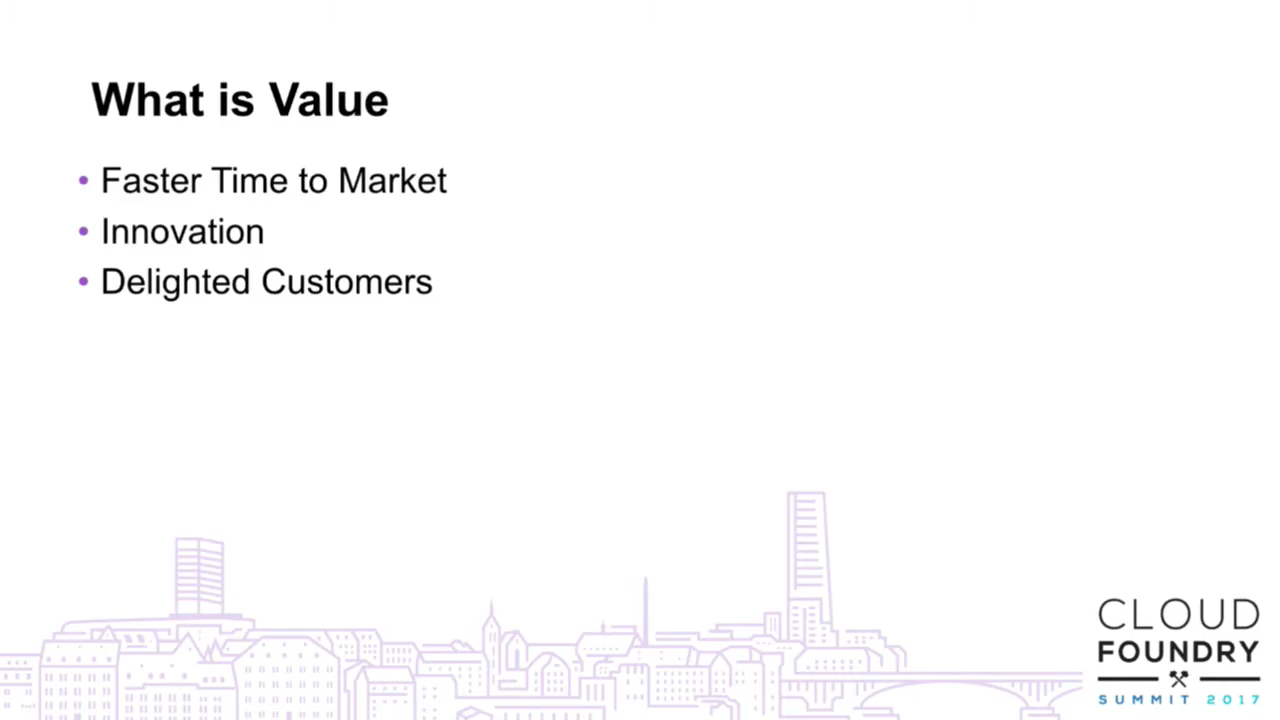 What is Value
• Faster Time to Market
• Innovation
• Delighted Customers
CLOUD
FOUNDRY
SUMMIT 2017